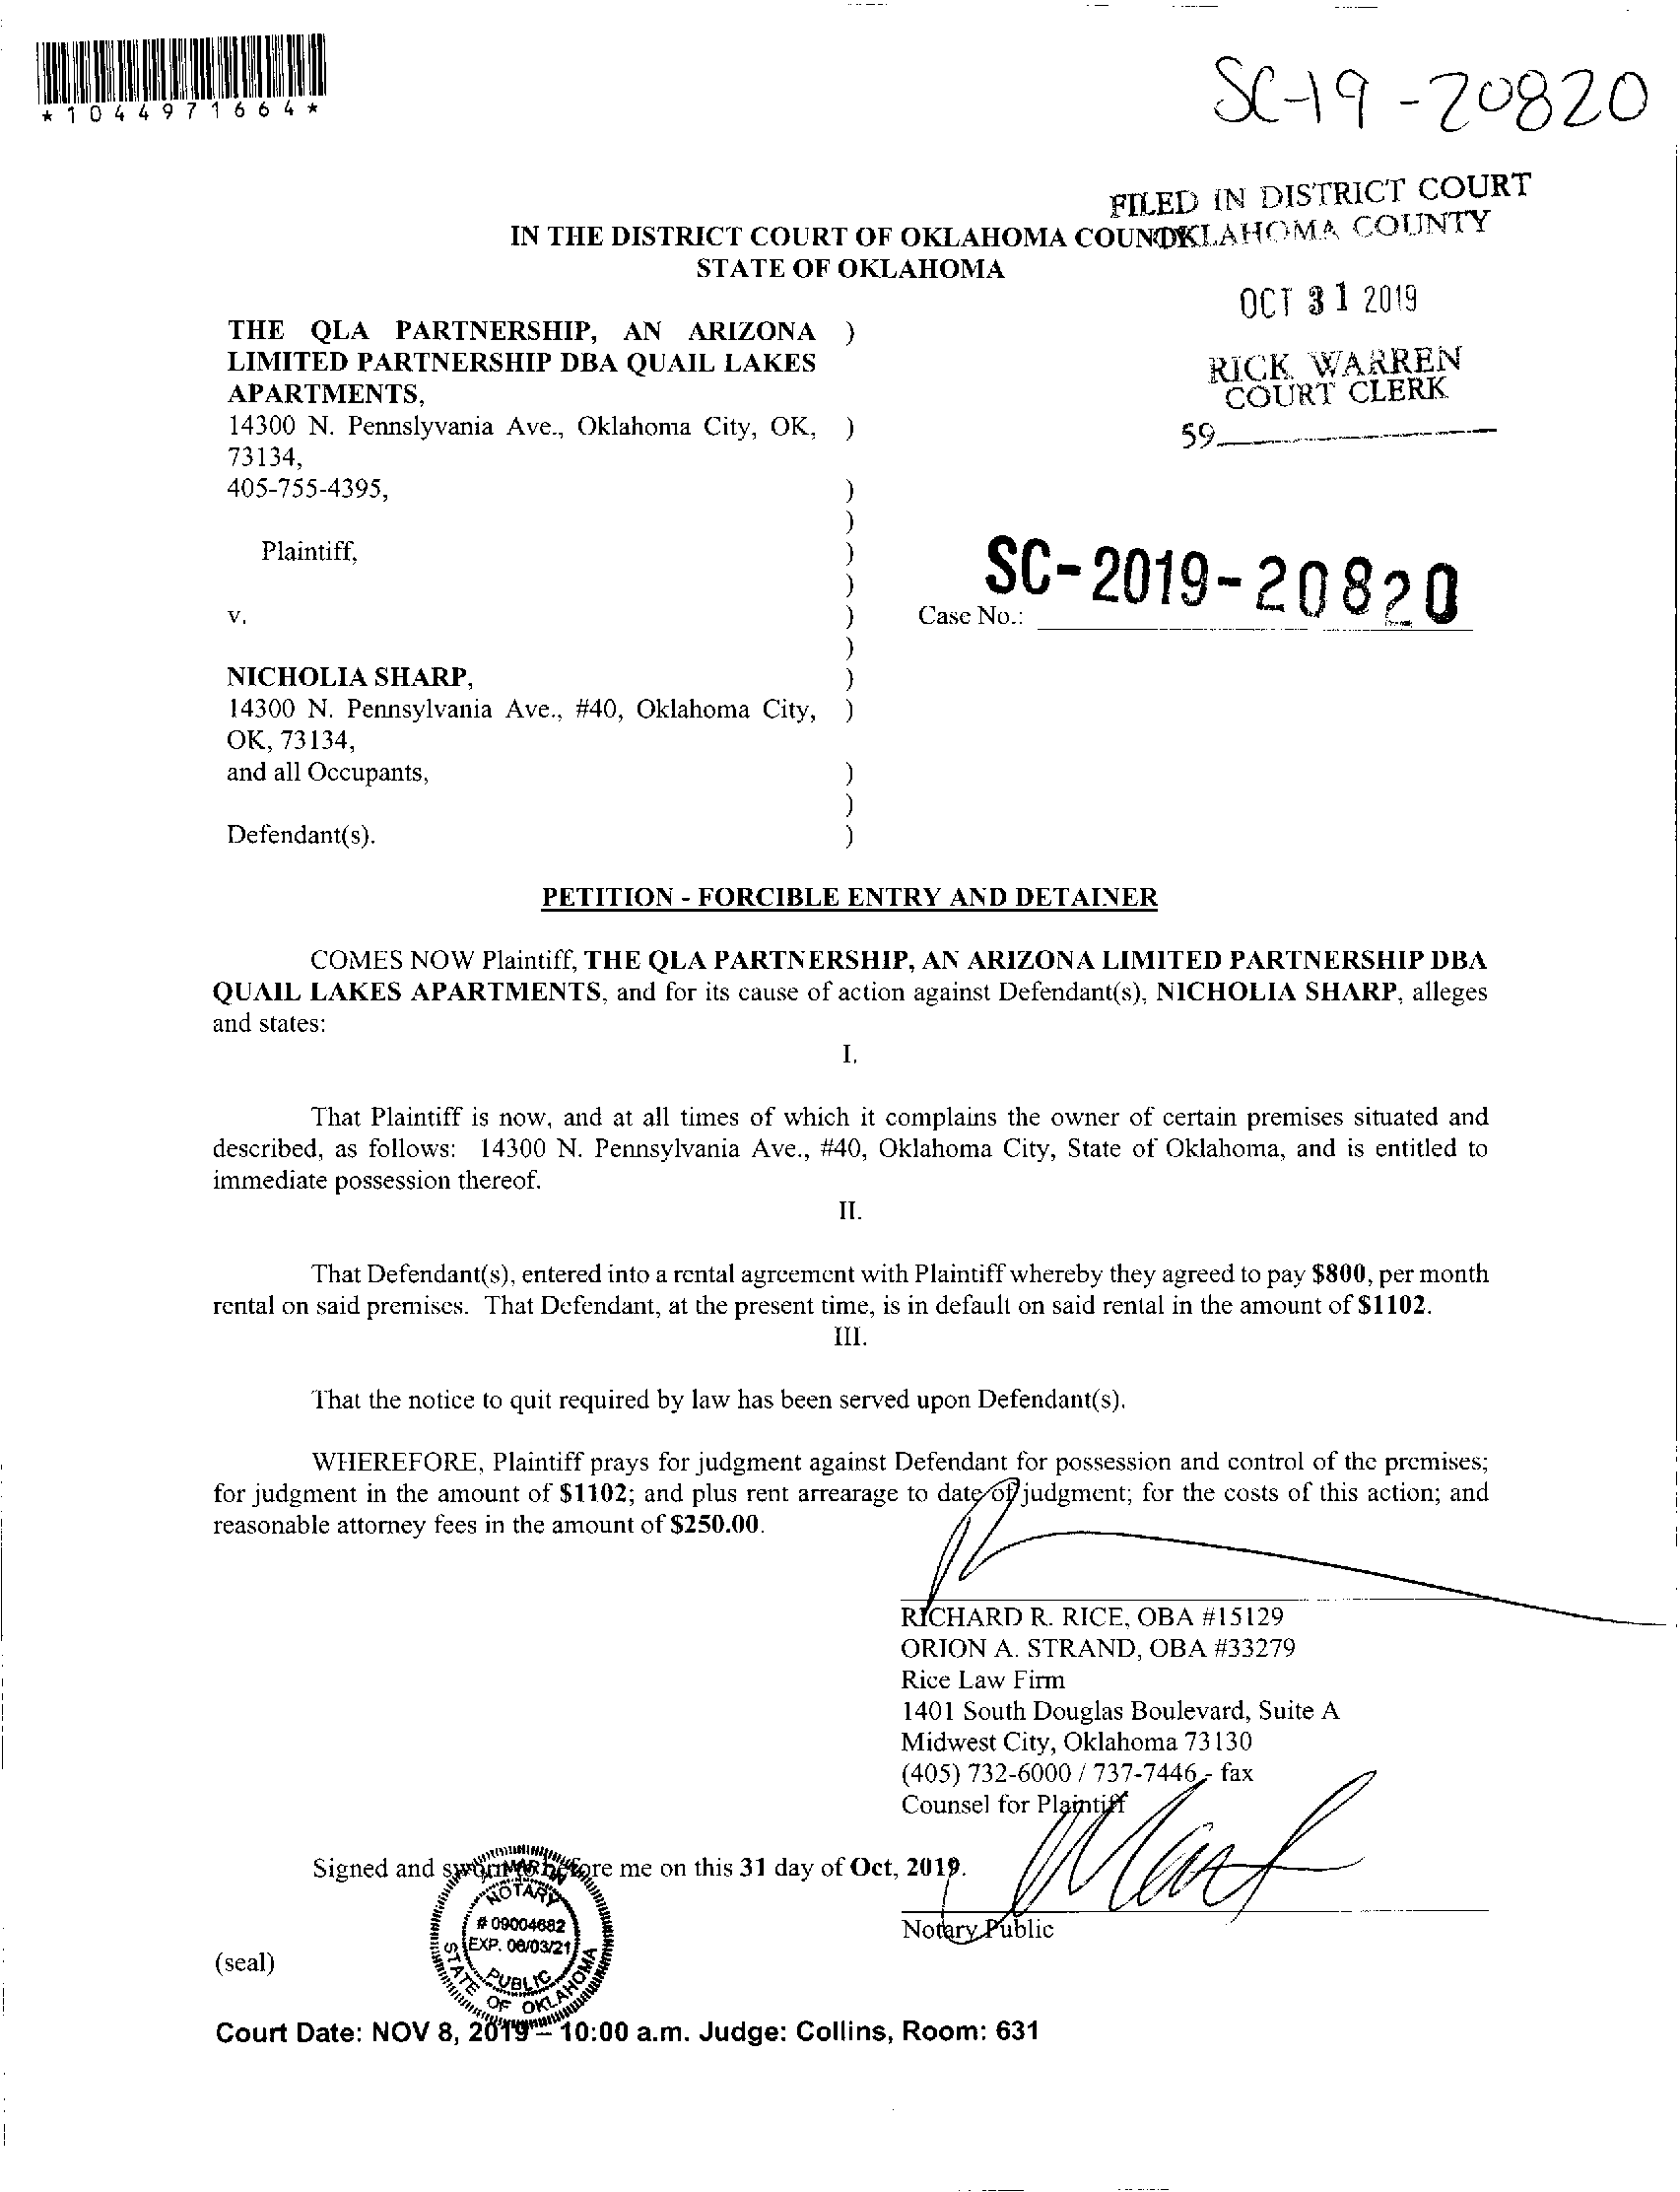 *1044971664*
SC-19-20820
FILED IN DISTRICT COURT
OKLAHOMA COUNTY
IN THE DISTRICT COURT OF OKLAHOMA COUNTY
STATE OF OKLAHOMA
OCT 31 2019
RICK WARREN
COURT CLERK
59
THE QLA PARTNERSHIP, AN ARIZONA )
LIMITED PARTNERSHIP DBA QUAIL LAKES
APARTMENTS,
14300 N. Pennslyvania Ave., Oklahoma City, OK, )
73134,
405-755-4395, )
)
Plaintiff, )
)
v. )
)
SC-2019-20820
Case No.:
NICHOLIA SHARP, )
14300 N. Pennsylvania Ave., #40, Oklahoma City, )
OK, 73134,
and all Occupants, )
)
Defendant(s). )
PETITION - FORCIBLE ENTRY AND DETAINER
COMES NOW Plaintiff, THE QLA PARTNERSHIP, AN ARIZONA LIMITED PARTNERSHIP DBA
QUAIL LAKES APARTMENTS, and for its cause of action against Defendant(s), NICHOLIA SHARP, alleges
and states:
I.
That Plaintiff is now, and at all times of which it complains the owner of certain premises situated and
described, as follows: 14300 N. Pennsylvania Ave., #40, Oklahoma City, State of Oklahoma, and is entitled to
immediate possession thereof.
II.
That Defendant(s), entered into a rental agreement with Plaintiff whereby they agreed to pay $800, per month
rental on said premises. That Defendant, at the present time, is in default on said rental in the amount of $1102.
III.
That the notice to quit required by law has been served upon Defendant(s).
WHEREFORE, Plaintiff prays for judgment against Defendant for possession and control of the premises;
for judgment in the amount of $1102; and plus rent arrearage to date of judgment; for the costs of this action; and
reasonable attorney fees in the amount of $250.00.
RICHARD R. RICE, OBA #15129
ORION A. STRAND, OBA #33279
Rice Law Firm
1401 South Douglas Boulevard, Suite A
Midwest City, Oklahoma 73130
(405) 732-6000 / 737-7446 - fax
Counsel for Plaintiff
Signed and sworn to before me on this 31 day of Oct, 2019.
Notary Public
(seal)
NOTARY
# 09004682
EXP. 06/03/21
PUBLIC
STATE OF OKLAHOMA
Court Date: NOV 8, 2019 – 10:00 a.m. Judge: Collins, Room: 631